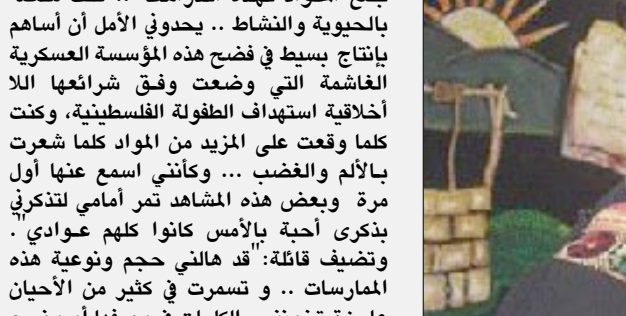 بالحيوية والنشاط .. يحدوني الأمل أن أساهم
بإنتاج بسيط في فضح هذه المؤسسة العسكرية
الغاشمة التي وضعت وفق شرائعها اللا
أخلاقية استهداف الطفولة الفلسطينية، وكنت
كلما وقعت على المزيد من المواد كلما شعرت
بالألم والغضب ... وكأنني اسمع عنها أول
مرة وبعض هذه المشاهد تمر أمامي لتذكرني
بذكرى أحبة بالأمس كانوا كلهم عوادي".
وتضيف قائلة:"قد هالني حجم ونوعية هذه
الممارسات .. و تسمرت في كثير من الأحيان